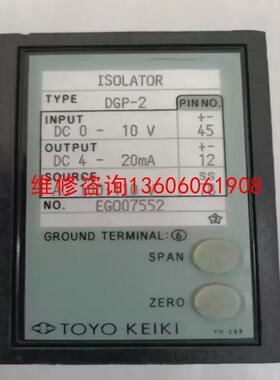 ISOLATOR
TYPE DGP-2 PIN NO.
INPUT + -
DC 0 - 10 V 45
OUTPUT + -
DC 4 - 20mA 12
SOURCE SS
维修咨询13606061908
NO. EG007552
GROUND TERMINAL: ⑥
SPAN
ZERO
TOYO KEIKI